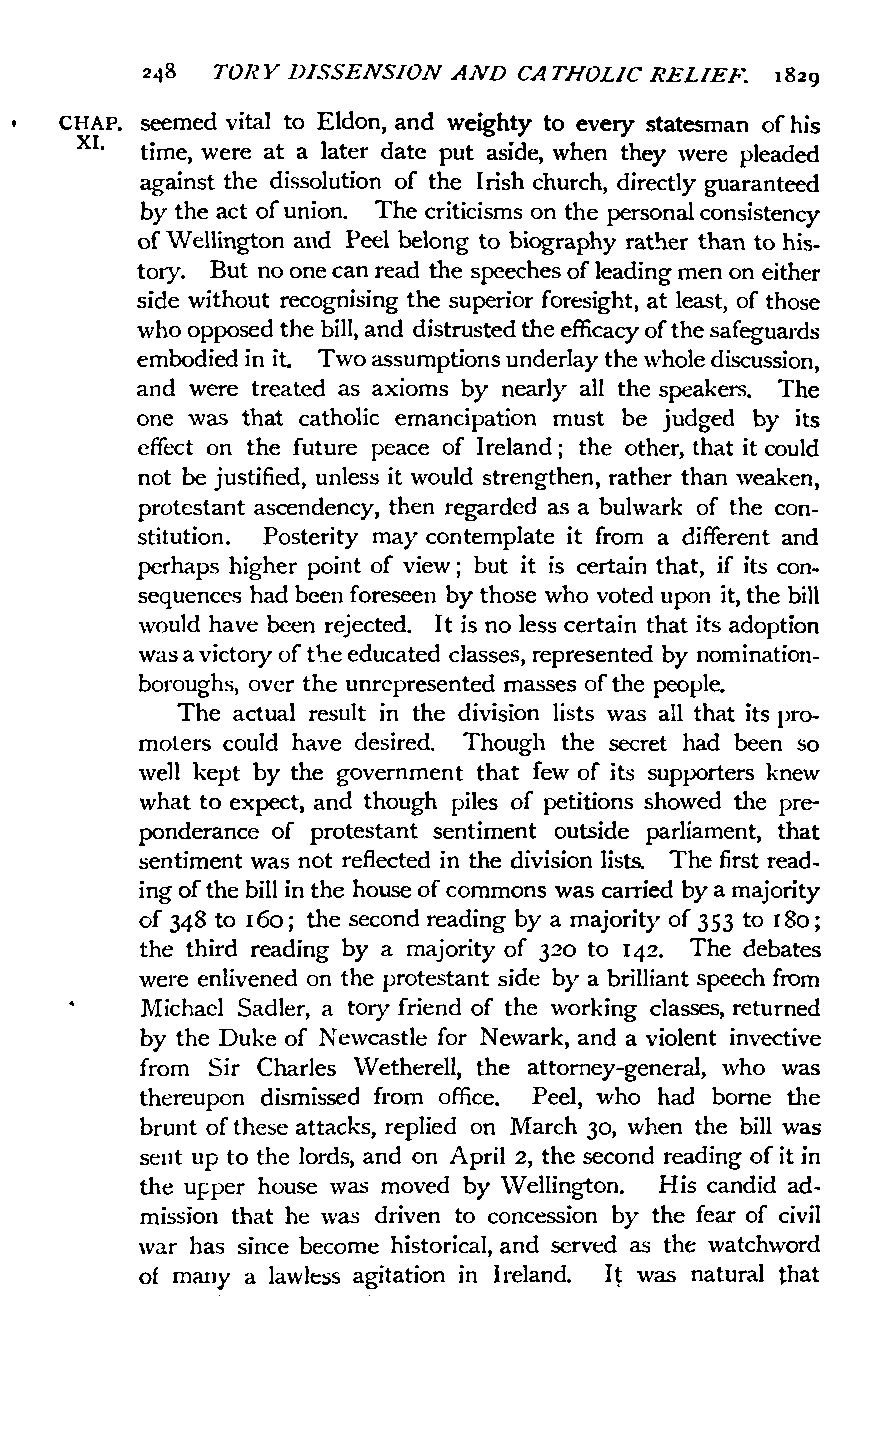 248 TORY DISSENSION AND CATHOLIC RELIEF. 1829
CHAP. XI.
seemed vital to Eldon, and weighty to every statesman of his
time, were at a later date put aside, when they were pleaded
against the dissolution of the Irish church, directly guaranteed
by the act of union. The criticisms on the personal consistency
of Wellington and Peel belong to biography rather than to his-
tory. But no one can read the speeches of leading men on either
side without recognising the superior foresight, at least, of those
who opposed the bill, and distrusted the efficacy of the safeguards
embodied in it. Two assumptions underlay the whole discussion,
and were treated as axioms by nearly all the speakers. The
one was that catholic emancipation must be judged by its
effect on the future peace of Ireland; the other, that it could
not be justified, unless it would strengthen, rather than weaken,
protestant ascendency, then regarded as a bulwark of the con-
stitution. Posterity may contemplate it from a different and
perhaps higher point of view; but it is certain that, if its con-
sequences had been foreseen by those who voted upon it, the bill
would have been rejected. It is no less certain that its adoption
was a victory of the educated classes, represented by nomination-
boroughs, over the unrepresented masses of the people.
The actual result in the division lists was all that its pro-
moters could have desired. Though the secret had been so
well kept by the government that few of its supporters knew
what to expect, and though piles of petitions showed the pre-
ponderance of protestant sentiment outside parliament, that
sentiment was not reflected in the division lists. The first read-
ing of the bill in the house of commons was carried by a majority
of 348 to 160; the second reading by a majority of 353 to 180;
the third reading by a majority of 320 to 142. The debates
were enlivened on the protestant side by a brilliant speech from
Michael Sadler, a tory friend of the working classes, returned
by the Duke of Newcastle for Newark, and a violent invective
from Sir Charles Wetherell, the attorney-general, who was
thereupon dismissed from office. Peel, who had borne the
brunt of these attacks, replied on March 30, when the bill was
sent up to the lords, and on April 2, the second reading of it in
the upper house was moved by Wellington. His candid ad-
mission that he was driven to concession by the fear of civil
war has since become historical, and served as the watchword
of many a lawless agitation in Ireland. It was natural that